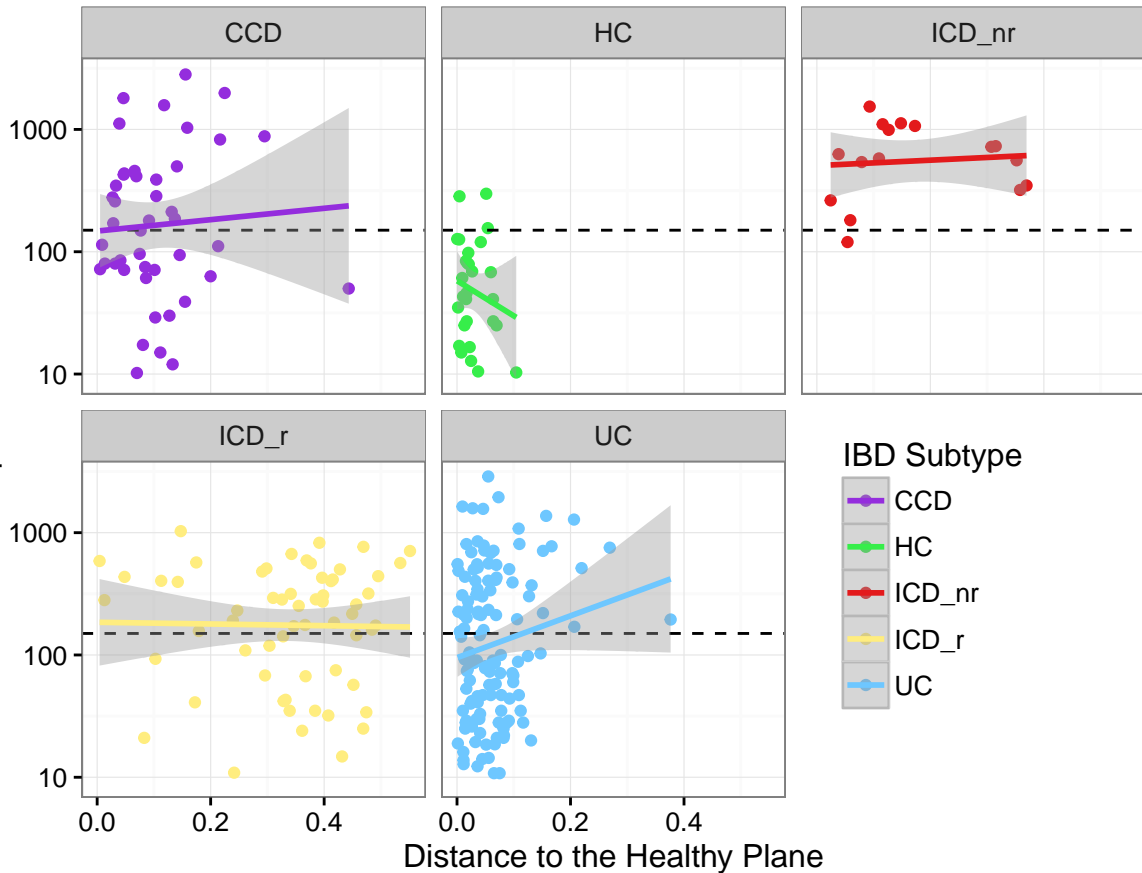 CCD
HC
ICD_nr
1000
100
10
ICD_r
UC
1000
100
10
0.0
0.2
0.4
0.0
0.2
0.4
Distance to the Healthy Plane
IBD Subtype
CCD
HC
ICD_nr
ICD_r
UC